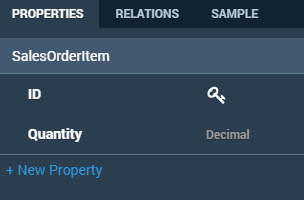 PROPERTIES RELATIONS SAMPLE
SalesOrderItem
ID
Quantity Decimal
+ New Property